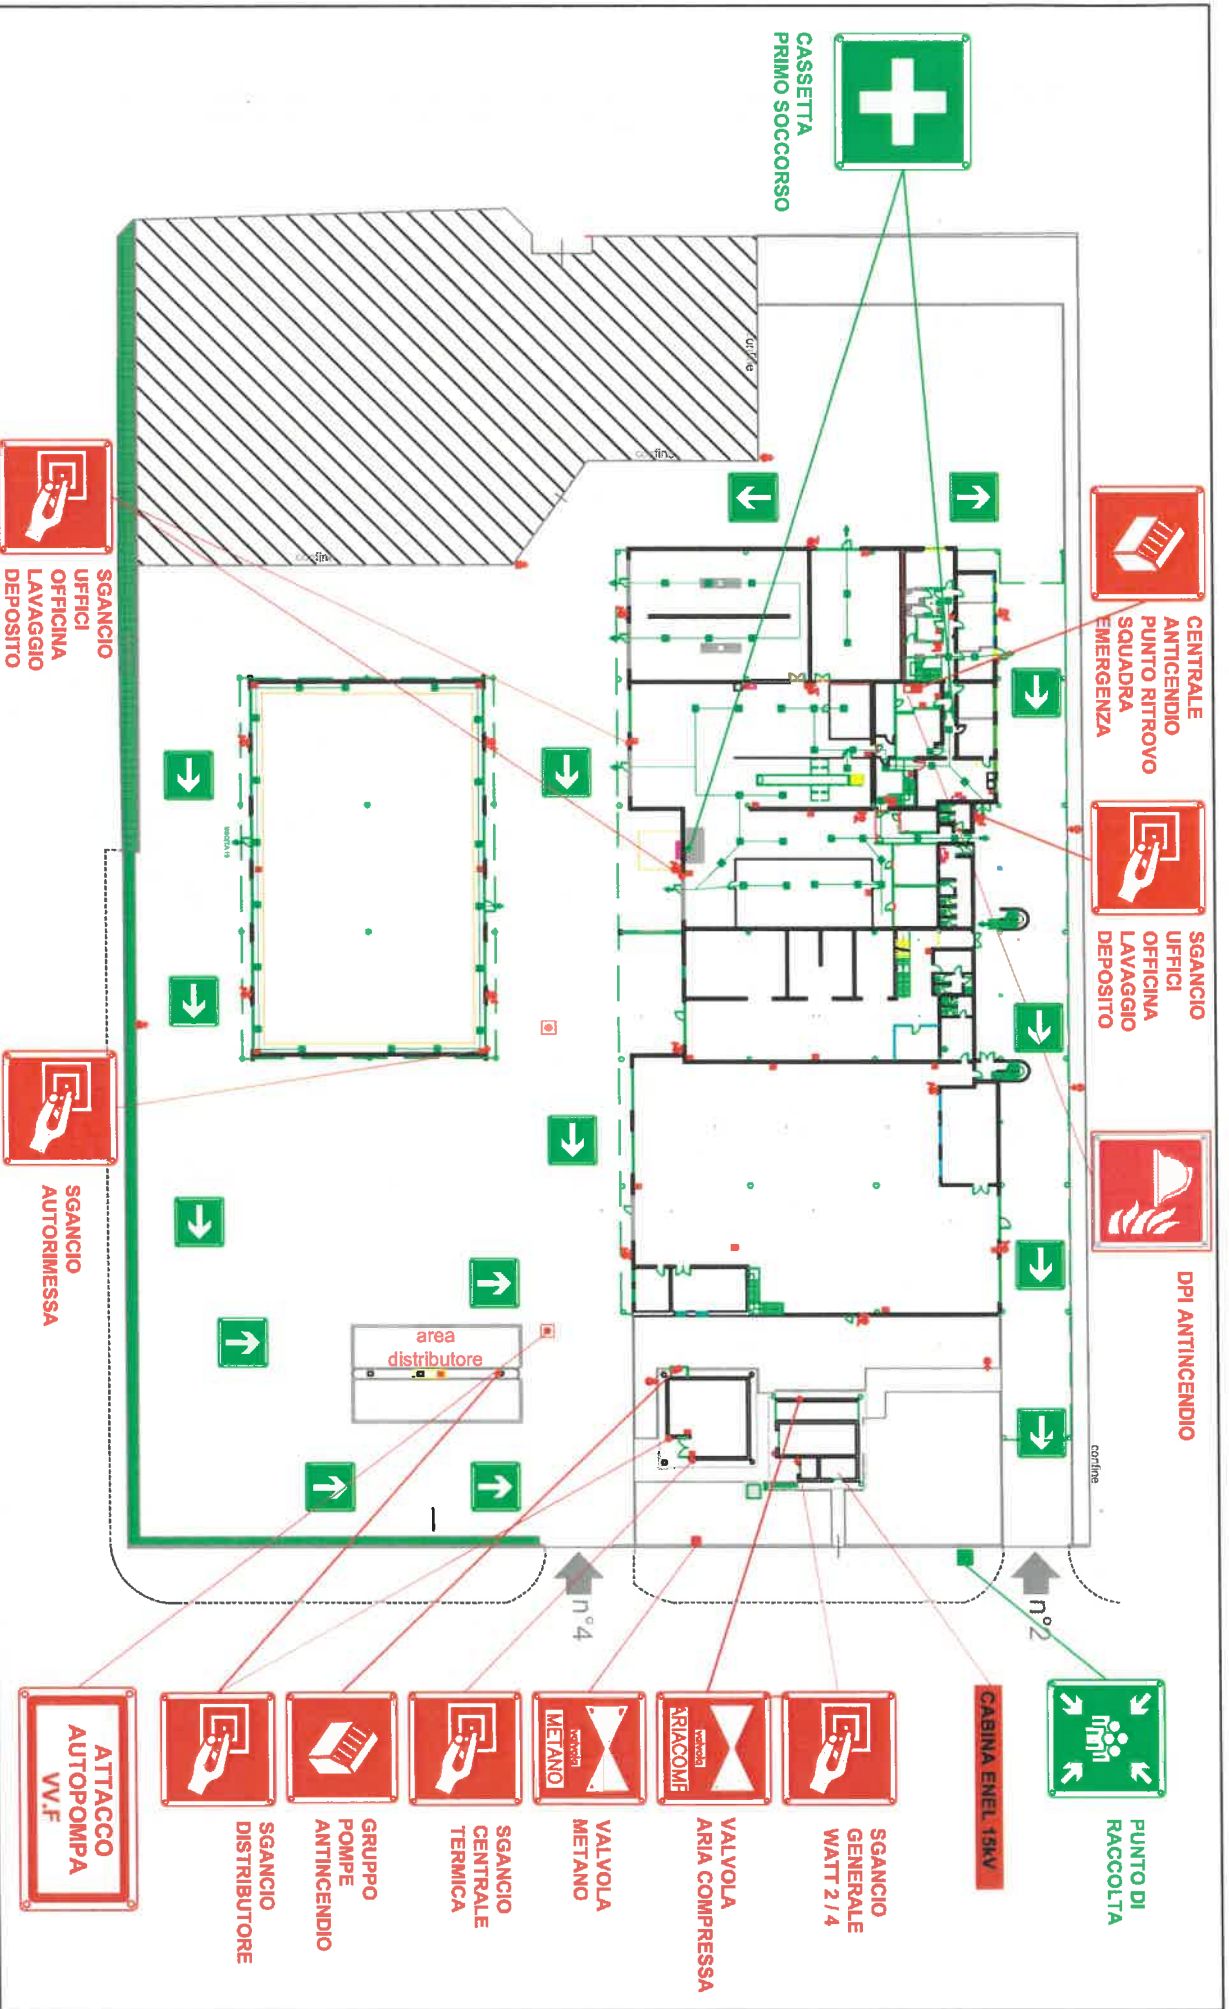 CASSETTA
PRIMO SOCCORSO
CENTRALE
ANTICENDIO
PUNTO RITROVO
SQUADRA
EMERGENZA
SGANCIO
UFFICI
OFFICINA
LAVAGGIO
DEPOSITO
DPI ANTINCENDIO
confine
confine
confine
confine
SGANCIO
UFFICI
OFFICINA
LAVAGGIO
DEPOSITO
SGANCIO
AUTORIMESSA
area
distributore
n°2
n°4
PUNTO DI
RACCOLTA
CABINA ENEL 15kV
SGANCIO
GENERALE
WATT 2 / 4
valvola
ARIACOMP
VALVOLA
ARIA COMPRESSA
valvola
METANO
VALVOLA
METANO
SGANCIO
CENTRALE
TERMICA
GRUPPO
POMPE
ANTINCENDIO
SGANCIO
DISTRIBUTORE
ATTACCO
AUTOPOMPA
VV.F